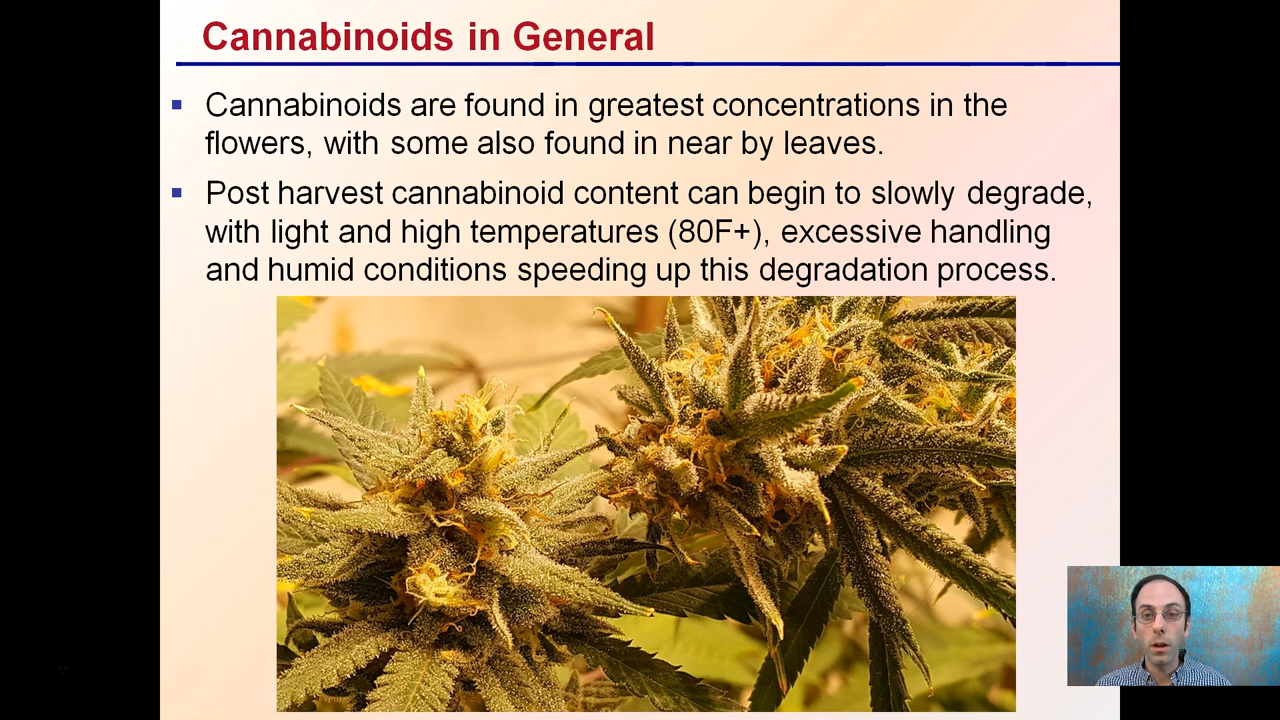 Cannabinoids in General
Cannabinoids are found in greatest concentrations in the
flowers, with some also found in near by leaves.
Post harvest cannabinoid content can begin to slowly degrade,
with light and high temperatures (80F+), excessive handling
and humid conditions speeding up this degradation process.